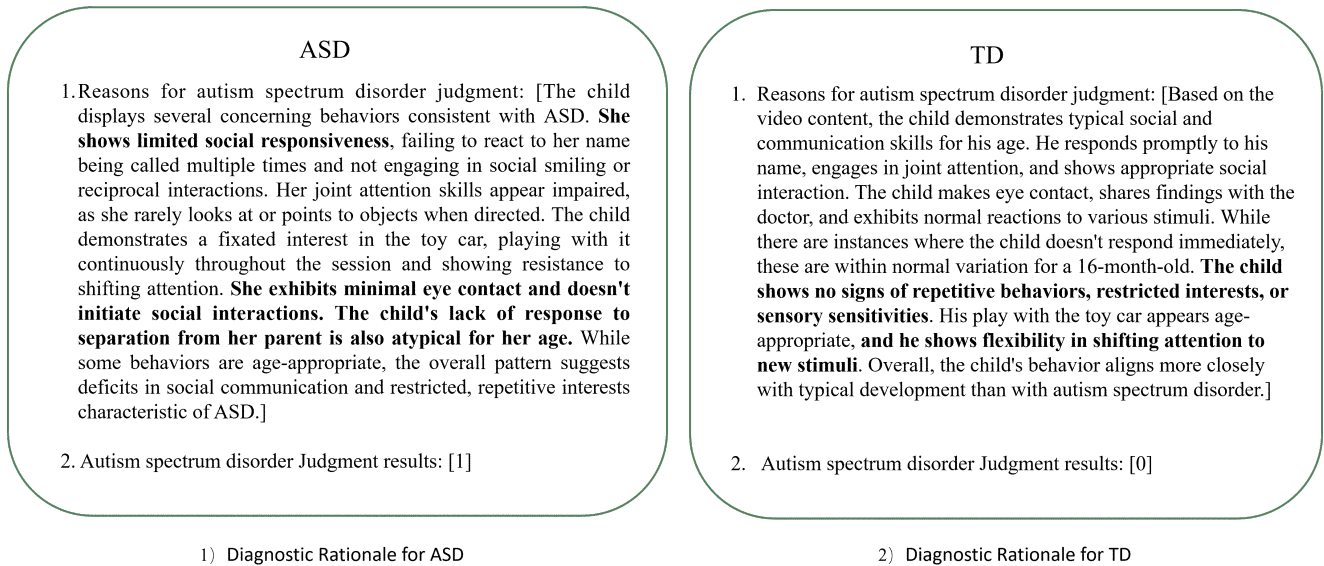 ASD
1.Reasons for autism spectrum disorder judgment: [The child
displays several concerning behaviors consistent with ASD. She
shows limited social responsiveness, failing to react to her name
being called multiple times and not engaging in social smiling or
reciprocal interactions. Her joint attention skills appear impaired,
as she rarely looks at or points to objects when directed. The child
demonstrates a fixated interest in the toy car, playing with it
continuously throughout the session and showing resistance to
shifting attention. She exhibits minimal eye contact and doesn't
initiate social interactions. The child's lack of response to
separation from her parent is also atypical for her age. While
some behaviors are age-appropriate, the overall pattern suggests
deficits in social communication and restricted, repetitive interests
characteristic of ASD.]
2. Autism spectrum disorder Judgment results: [1]
1) Diagnostic Rationale for ASD
TD
1. Reasons for autism spectrum disorder judgment: [Based on the
video content, the child demonstrates typical social and
communication skills for his age. He responds promptly to his
name, engages in joint attention, and shows appropriate social
interaction. The child makes eye contact, shares findings with the
doctor, and exhibits normal reactions to various stimuli. While
there are instances where the child doesn't respond immediately,
these are within normal variation for a 16-month-old. The child
shows no signs of repetitive behaviors, restricted interests, or
sensory sensitivities. His play with the toy car appears age-
appropriate, and he shows flexibility in shifting attention to
new stimuli. Overall, the child's behavior aligns more closely
with typical development than with autism spectrum disorder.]
2. Autism spectrum disorder Judgment results: [0]
2) Diagnostic Rationale for TD